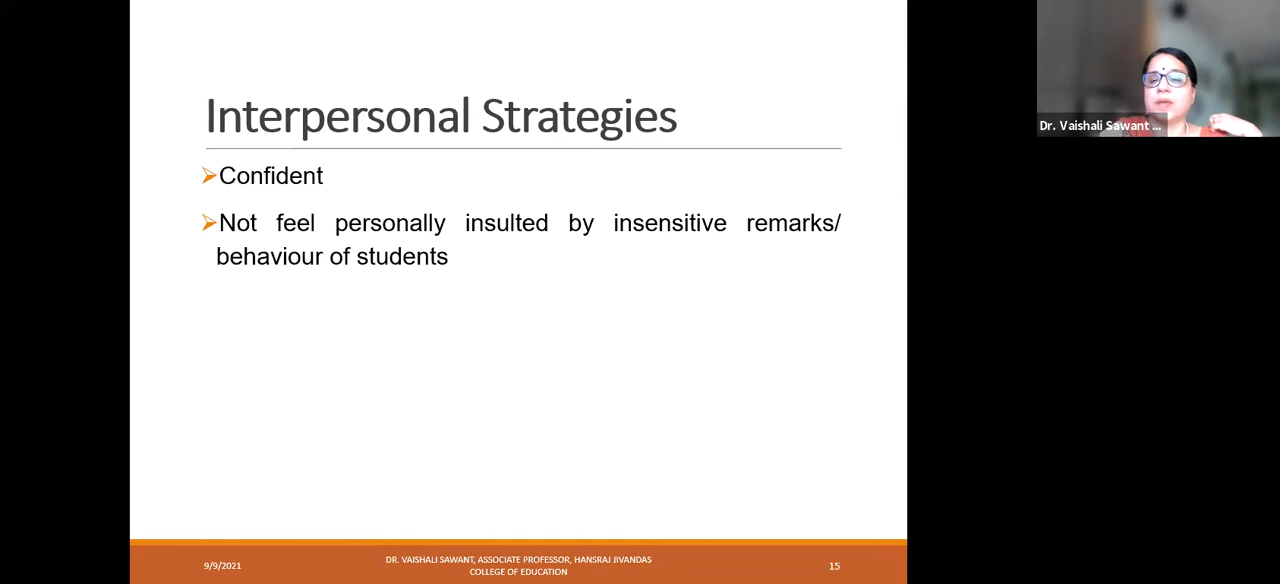 Interpersonal Strategies
Confident
Not feel personally insulted by insensitive remarks/
behaviour of students
9/9/2021
DR. VAISHALI SAWANT, ASSOCIATE PROFESSOR, HANSRAJ JIVANDAS
COLLEGE OF EDUCATION
15
Dr. Vaishali Sawant ...